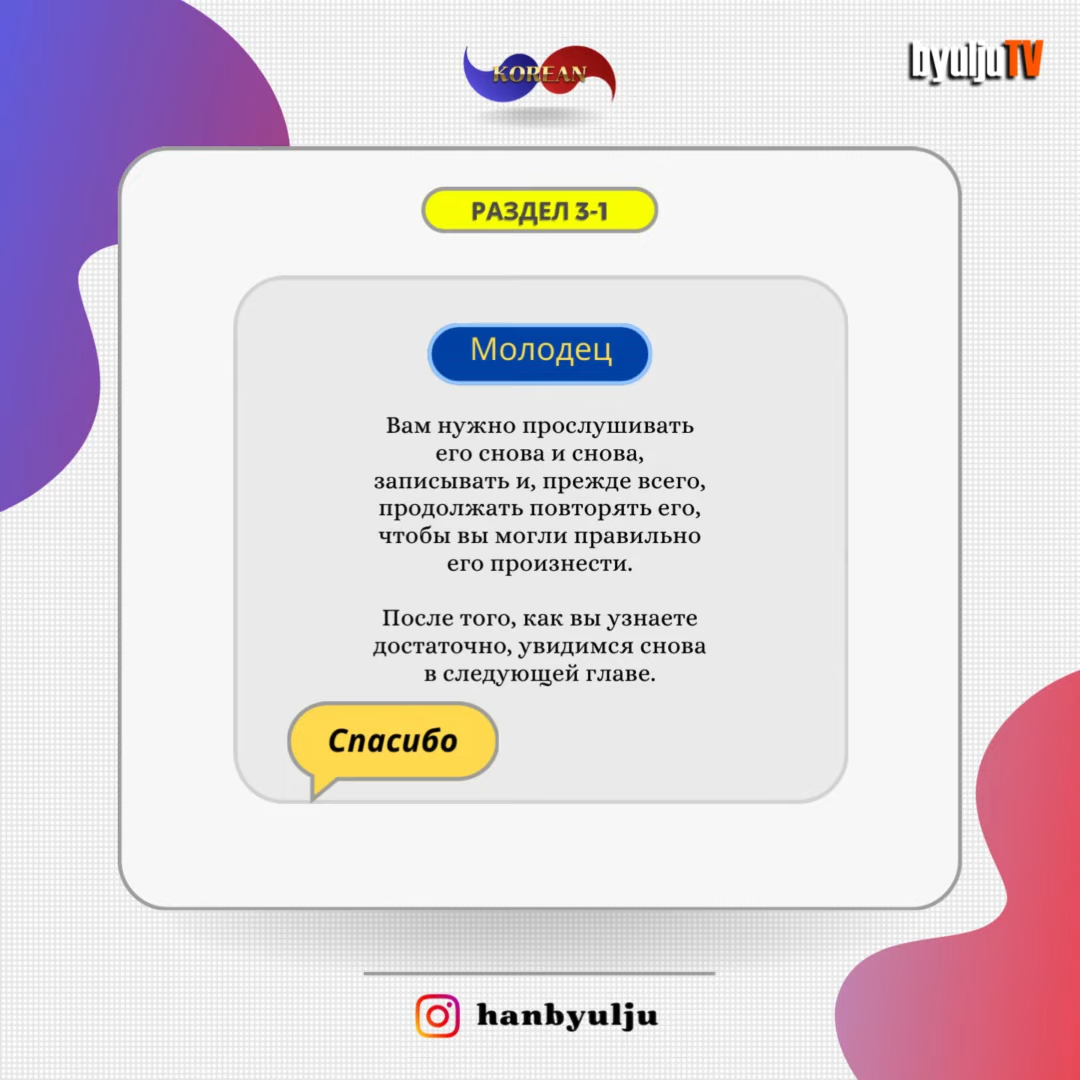 KOREAN
byuljuTV
РАЗДЕЛ 3-1
Молодец
Вам нужно прослушивать
его снова и снова,
записывать и, прежде всего,
продолжать повторять его,
чтобы вы могли правильно
его произнести.
После того, как вы узнаете
достаточно, увидимся снова
в следующей главе.
Спасибо
hanbyulju